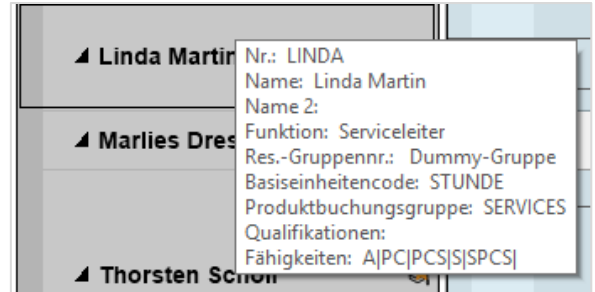 Linda Martin
Nr.: LINDA
Name: Linda Martin
Name 2:
Funktion: Serviceleiter
Res.-Gruppennr.: Dummy-Gruppe
Marlies
Basiseinheitencode: STUNDE
Produktbuchungsgruppe: SERVICES
Qualifikationen:
Fähigkeiten: A|PC|PCS|S|SPCS|
Thorsten